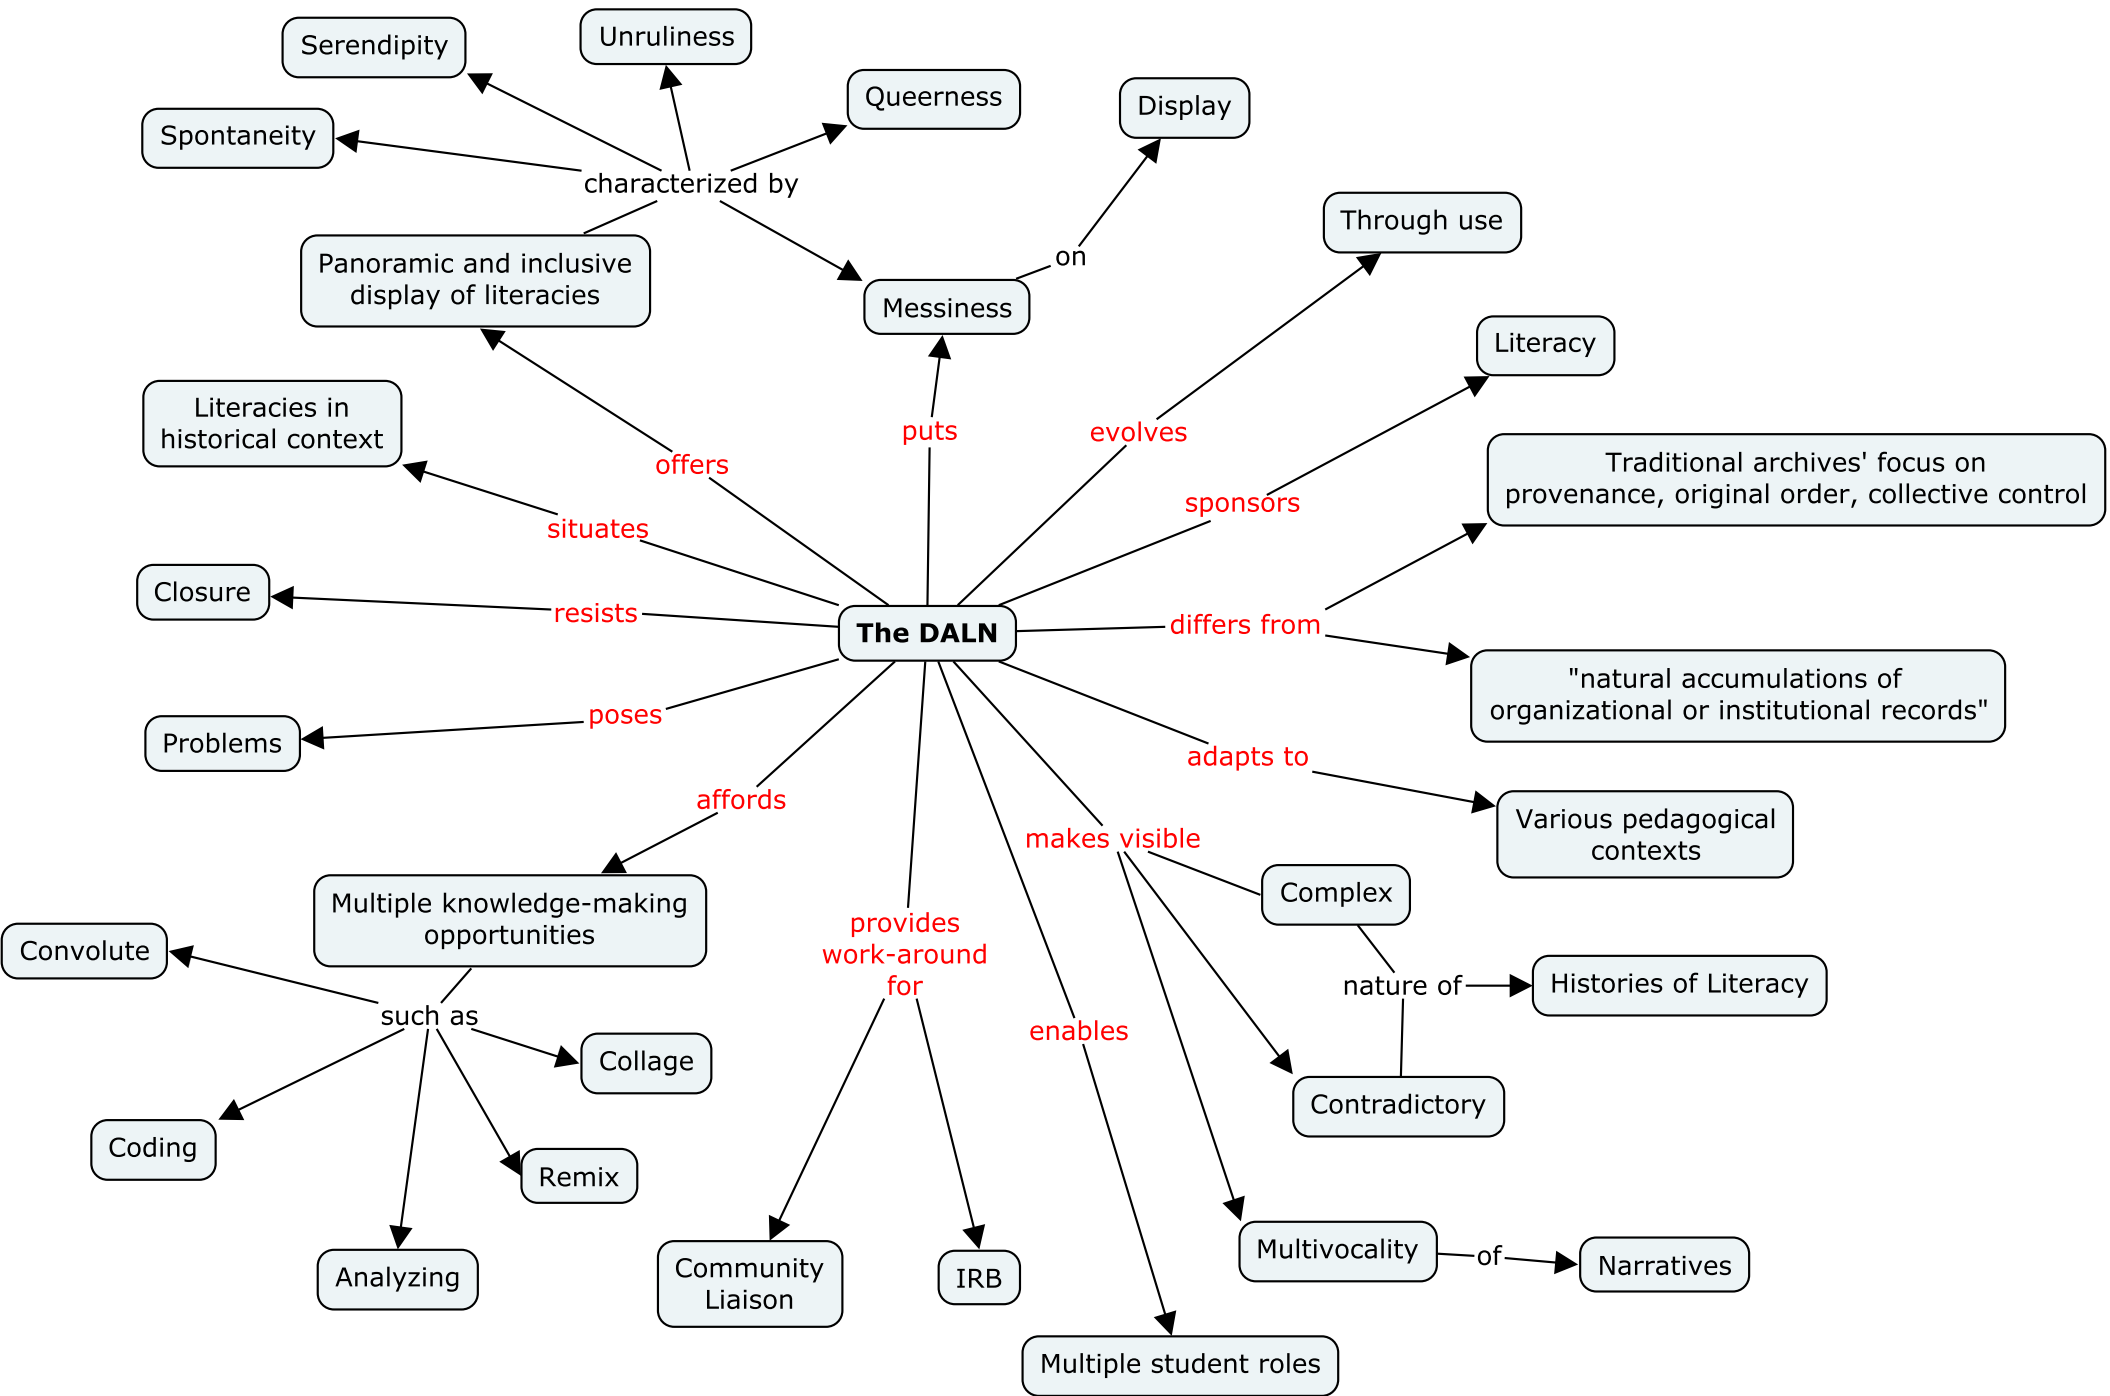 Serendipity
Unruliness
Queerness
Display
Spontaneity
characterized by
Through use
on
Panoramic and inclusive
display of literacies
Messiness
Literacy
Literacies in
historical context
puts
evolves
offers
Traditional archives' focus on
provenance, original order, collective control
sponsors
situates
Closure
resists
The DALN
differs from
"natural accumulations of
organizational or institutional records"
Problems
poses
adapts to
affords
Various pedagogical
contexts
makes visible
Multiple knowledge-making
opportunities
Complex
provides
work-around
for
Convolute
nature of
Histories of Literacy
such as
enables
Collage
Contradictory
Coding
Remix
Analyzing
Community
Liaison
IRB
Multivocality
of
Narratives
Multiple student roles